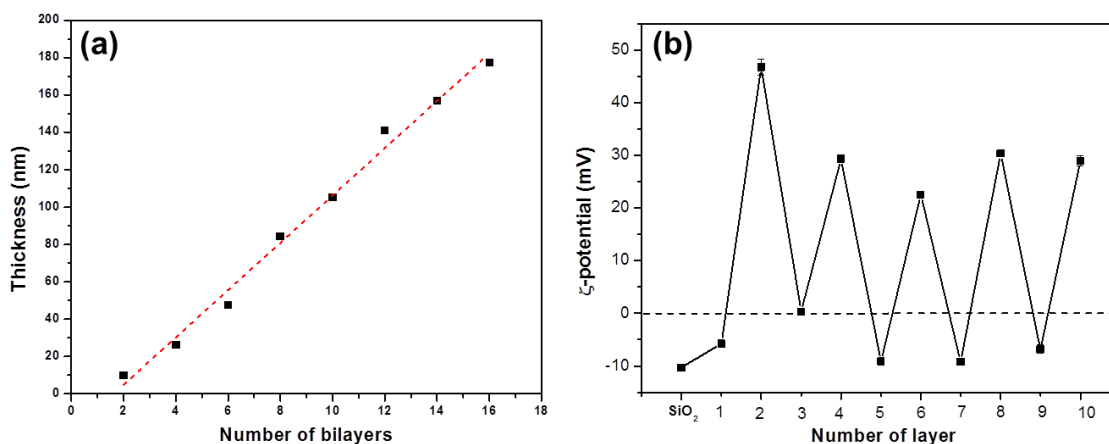 (a)
Thickness (nm)
200
180
160
140
120
100
80
60
40
20
0
0 2 4 6 8 10 12 14 16 18
Number of bilayers
(b)
ζ-potential (mV)
50
40
30
20
10
0
-10
SiO₂ 1 2 3 4 5 6 7 8 9 10
Number of layer